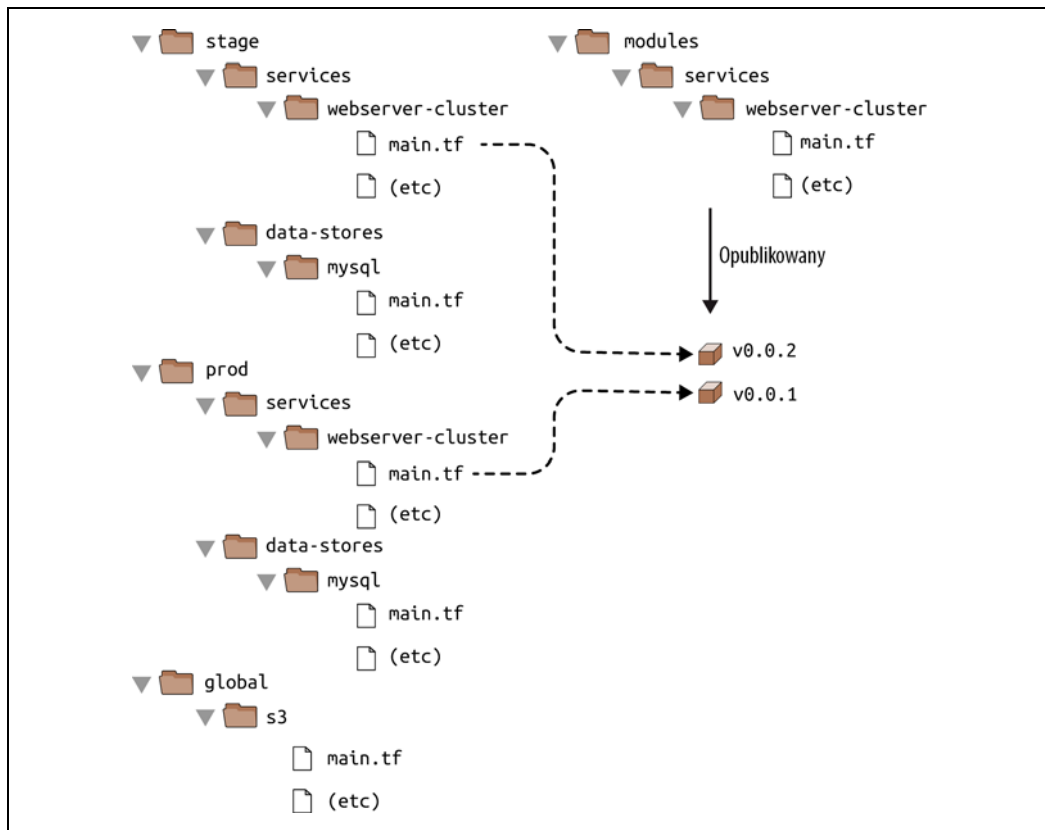 stage
services
webserver-cluster
main.tf
(etc)
data-stores
mysql
main.tf
(etc)
prod
services
webserver-cluster
main.tf
(etc)
data-stores
mysql
main.tf
(etc)
global
s3
main.tf
(etc)
modules
services
webserver-cluster
main.tf
(etc)
Opublikowany
v0.0.2
v0.0.1